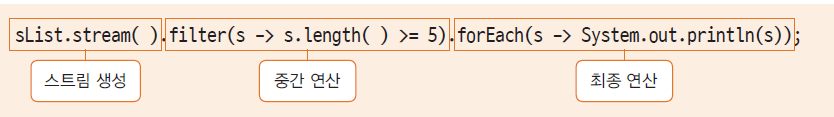 sList.stream( ).filter(s -> s.length( ) >= 5).forEach(s -> System.out.println(s));
스트림 생성
중간 연산
최종 연산